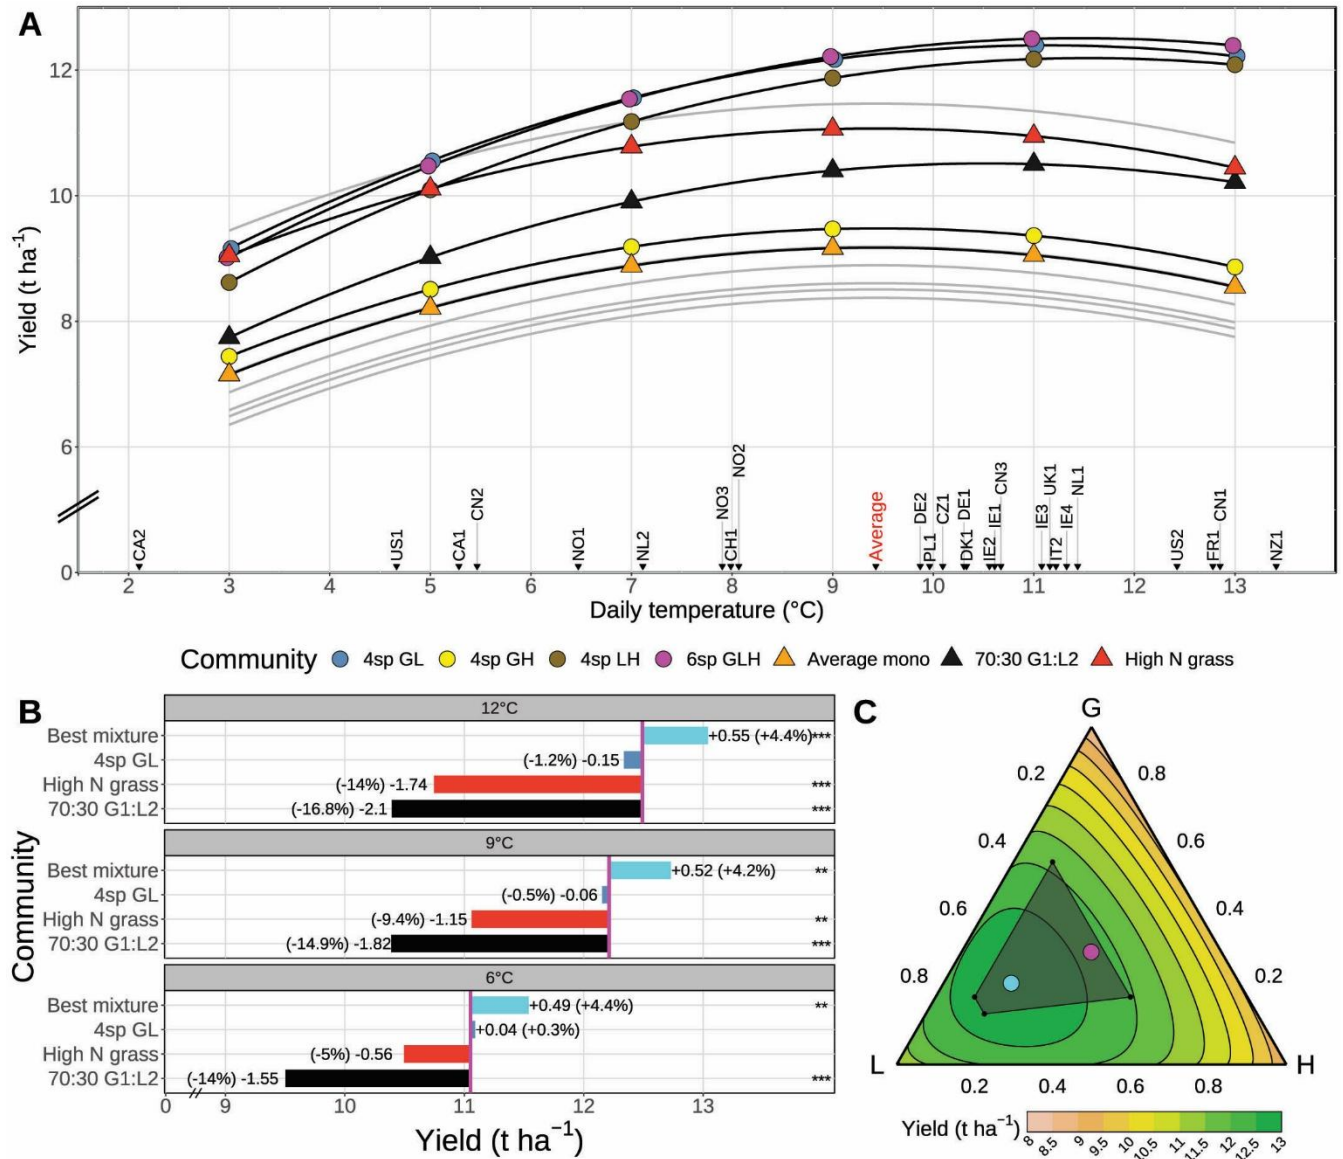 A
Yield (t ha⁻¹)
12
10
8
6
0
CA2
US1
CA1
CN2
NO1
NL2
NO3
CH1
NO2
Average
DE2
PL1
CZ1
DK1
DE1
IE2
IE1
CN3
IE3
UK1
IT2
IE4
NL1
US2
FR1
CN1
NZ1
2 3 4 5 6 7 8 9 10 11 12 13
Daily temperature (°C)
Community 4sp GL 4sp GH 4sp LH 6sp GLH Average mono 70:30 G1:L2 High N grass
B
Community
12°C
Best mixture +0.55 (+4.4%)***
4sp GL (-1.2%) -0.15
High N grass (-14%) -1.74 ***
70:30 G1:L2 (-16.8%) -2.1 ***
9°C
Best mixture +0.52 (+4.2%) **
4sp GL (-0.5%) -0.06
High N grass (-9.4%) -1.15 **
70:30 G1:L2 (-14.9%) -1.82 ***
6°C
Best mixture +0.49 (+4.4%) **
4sp GL +0.04 (+0.3%)
High N grass (-5%) -0.56
70:30 G1:L2 (-14%) -1.55 ***
0 9 10 11 12 13
Yield (t ha⁻¹)
C
G
0.2 0.8
0.4 0.6
0.6 0.4
0.8 0.2
L H
0.2 0.4 0.6 0.8
Yield (t ha⁻¹)
8 8.5 9 9.5 10 10.5 11 11.5 12 12.5 13